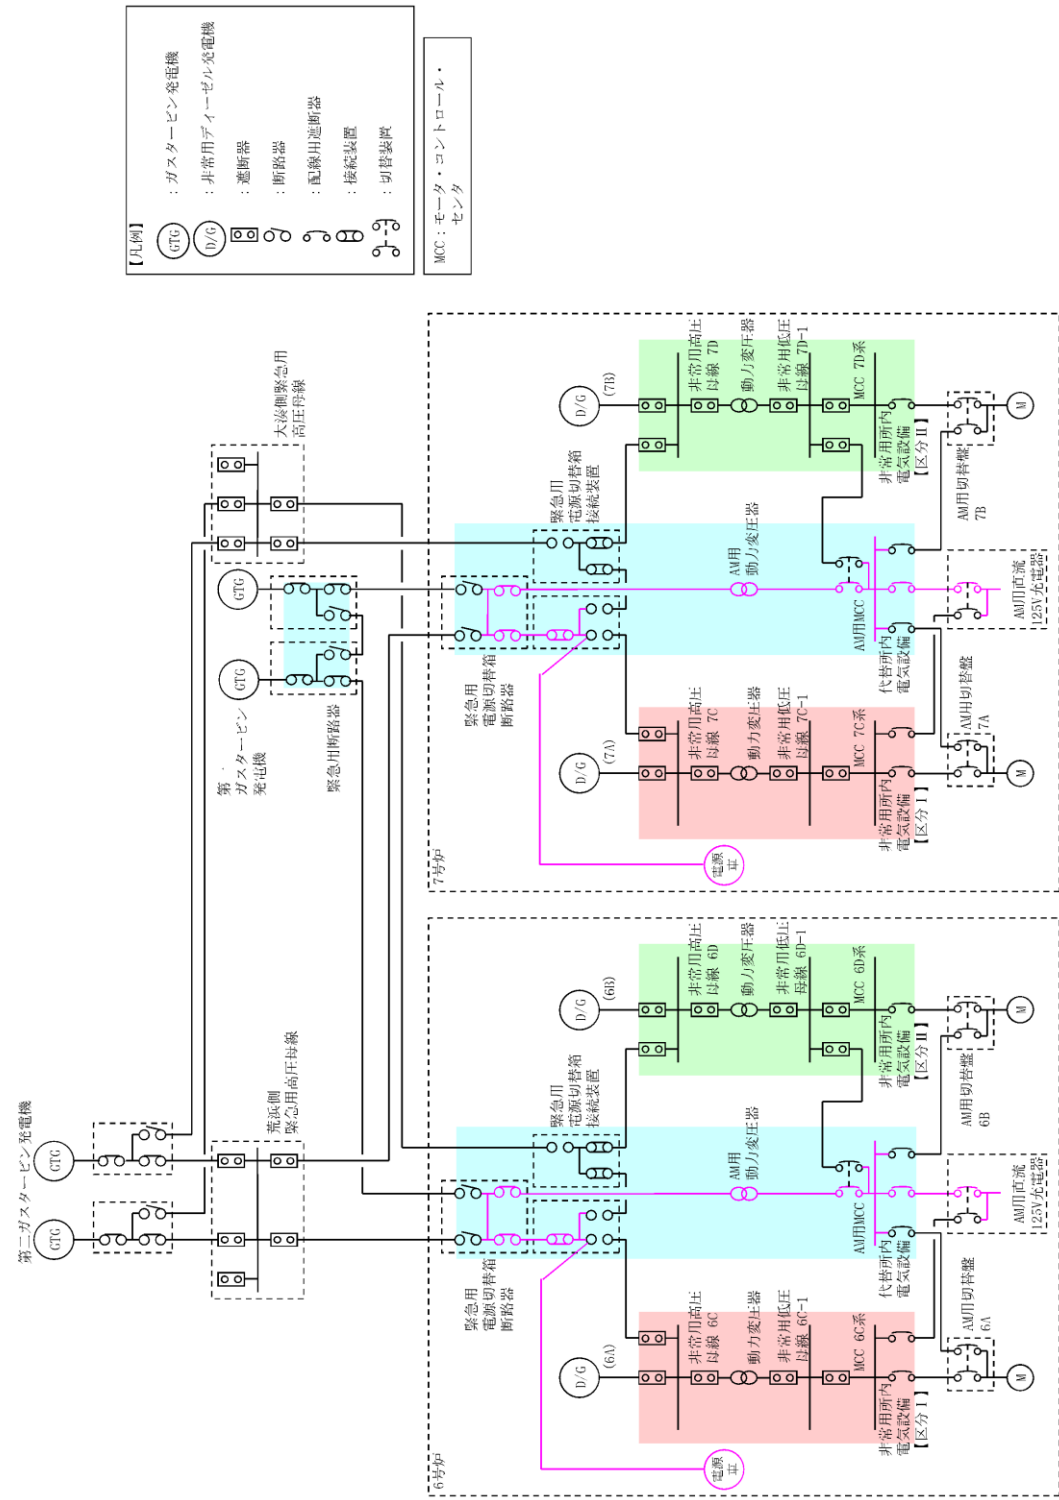 【凡例】
GTG
：ガスタービン発電機
D/G
：非常用ディーゼル発電機
：遮断器
：断路器
：配線用遮断器
：接続装置
：切替装置
MCC：モータ・コントロール・
センタ
第二ガスタービン発電機
GTG
GTG
荒浜側
緊急用高圧母線
第一
ガスタービン
発電機
GTG
GTG
緊急用断路器
大湊側緊急用
高圧母線
6号炉
緊急用
電源切替箱
断路器
緊急用
電源切替箱
接続装置
D/G
(6A)
D/G
(6B)
電源
車
非常用高圧
母線 6C
動力変圧器
非常用低圧
母線 6C-1
MCC 6C系
非常用所内
電気設備
【区分Ⅰ】
AM用
動力変圧器
AM用MCC
代替所内
電気設備
非常用高圧
母線 6D
動力変圧器
非常用低圧
母線 6D-1
MCC 6D系
非常用所内
電気設備
【区分Ⅱ】
AM用切替盤
6A
M
AM用切替盤
6B
M
AM用直流
125V充電器
7号炉
緊急用
電源切替箱
断路器
緊急用
電源切替箱
接続装置
D/G
(7A)
D/G
(7B)
電源
車
非常用高圧
母線 7C
動力変圧器
非常用低圧
母線 7C-1
MCC 7C系
非常用所内
電気設備
【区分Ⅰ】
AM用
動力変圧器
AM用MCC
代替所内
電気設備
非常用高圧
母線 7D
動力変圧器
非常用低圧
母線 7D-1
MCC 7D系
非常用所内
電気設備
【区分Ⅱ】
AM用切替盤
7A
M
AM用切替盤
7B
M
AM用直流
125V充電器